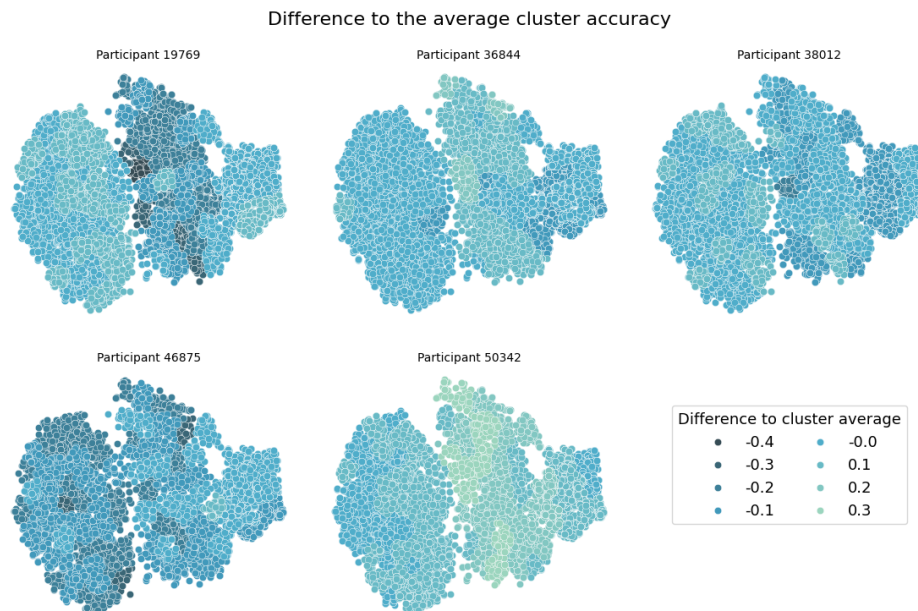 Difference to the average cluster accuracy
Participant 19769
Participant 36844
Participant 38012
Participant 46875
Participant 50342
Difference to cluster average
-0.4
-0.3
-0.2
-0.1
-0.0
0.1
0.2
0.3